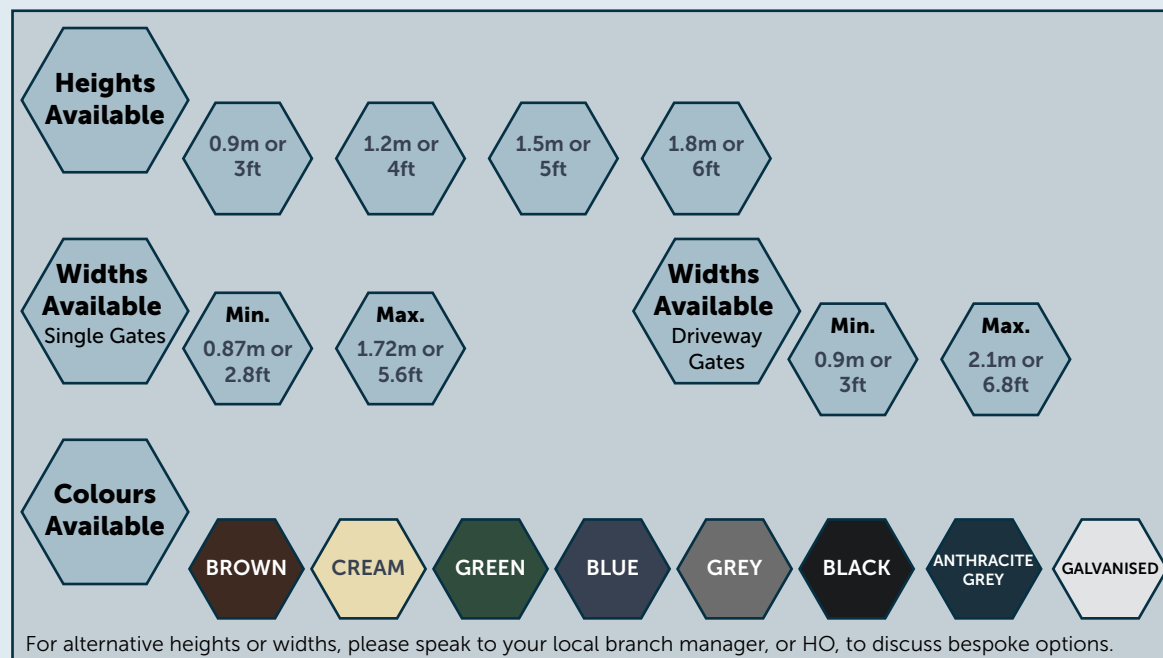 Heights
Available
0.9m or
3ft
1.2m or
4ft
1.5m or
5ft
1.8m or
6ft
Widths
Available
Single Gates
Min.
0.87m or
2.8ft
Max.
1.72m or
5.6ft
Widths
Available
Driveway
Gates
Min.
0.9m or
3ft
Max.
2.1m or
6.8ft
Colours
Available
BROWN
CREAM
GREEN
BLUE
GREY
BLACK
ANTHRACITE
GREY
GALVANISED
For alternative heights or widths, please speak to your local branch manager, or HO, to discuss bespoke options.